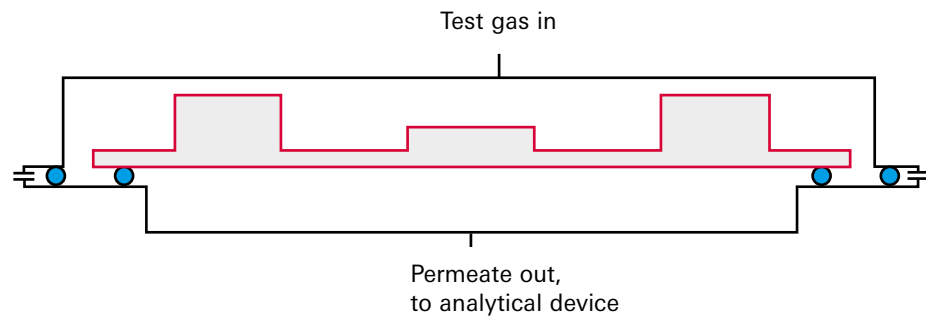 Test gas in
Permeate out,
to analytical device